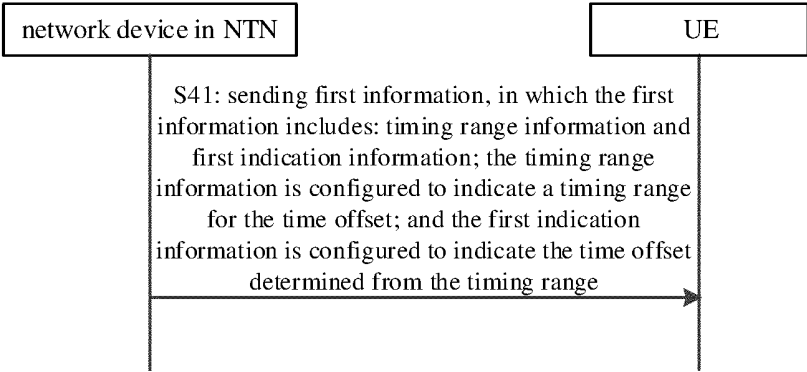 network device in NTN
UE
S41: sending first information, in which the first
information includes: timing range information and
first indication information; the timing range
information is configured to indicate a timing range
for the time offset; and the first indication
information is configured to indicate the time offset
determined from the timing range